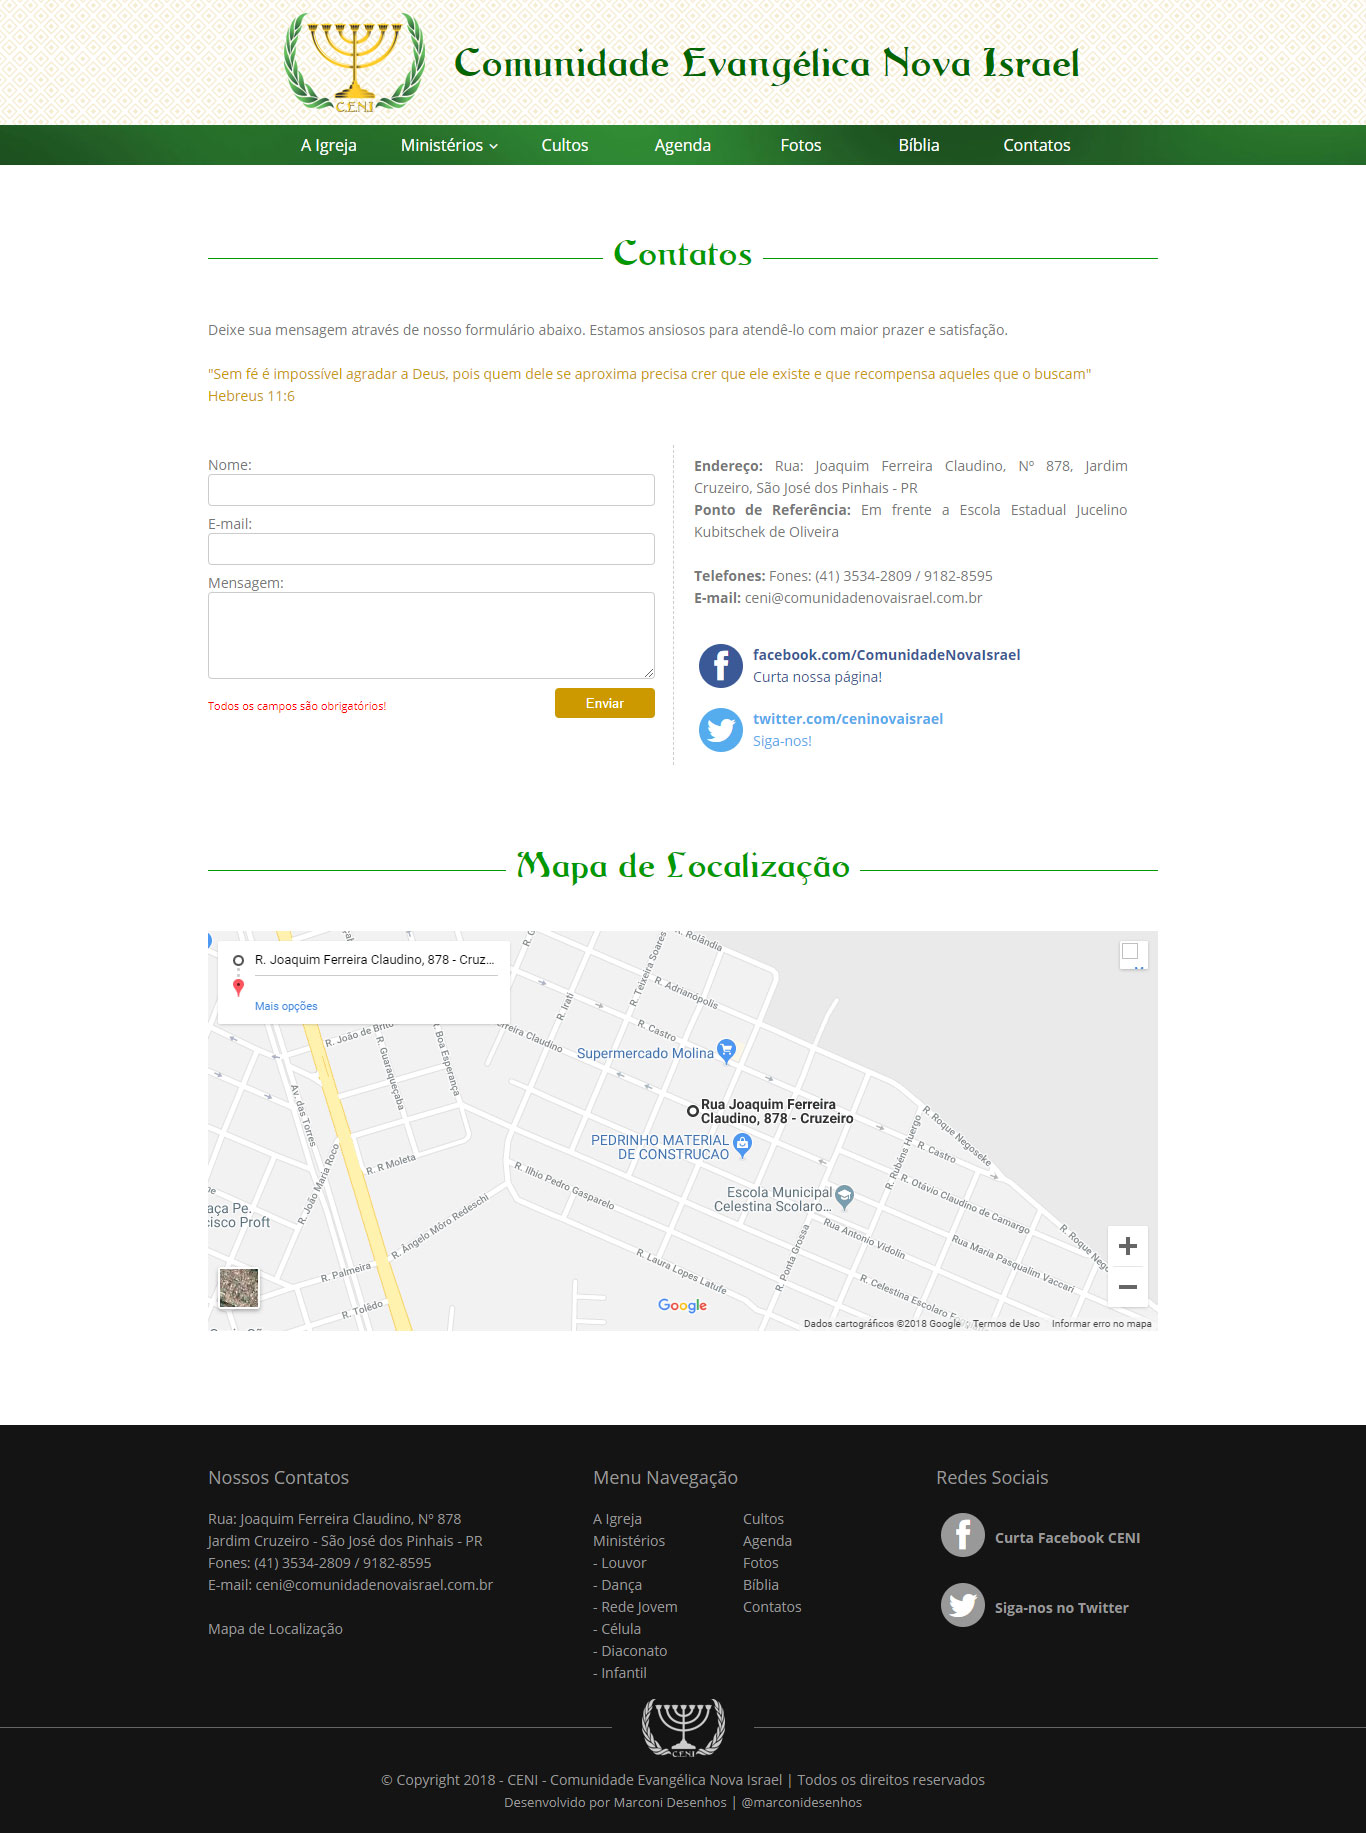 C.E.N.I
Comunidade Evangélica Nova Israel
A Igreja Ministérios Cultos Agenda Fotos Bíblia Contatos
Contatos
Deixe sua mensagem através de nosso formulário abaixo. Estamos ansiosos para atendê-lo com maior prazer e satisfação.
"Sem fé é impossível agradar a Deus, pois quem dele se aproxima precisa crer que ele existe e que recompensa aqueles que o buscam"
Hebreus 11:6
Nome:
E-mail:
Mensagem:
Todos os campos são obrigatórios!
Enviar
Endereço: Rua: Joaquim Ferreira Claudino, Nº 878, Jardim
Cruzeiro, São José dos Pinhais - PR
Ponto de Referência: Em frente a Escola Estadual Jucelino
Kubitschek de Oliveira
Telefones: Fones: (41) 3534-2809 / 9182-8595
E-mail: ceni@comunidadenovaisrael.com.br
facebook.com/ComunidadeNovaIsrael
Curta nossa página!
twitter.com/ceninovaisrael
Siga-nos!
Mapa de Localização
R. Joaquim Ferreira Claudino, 878 - Cruz...
Mais opções
R. Rolândia
R. Teixeira Soares
R. Adrianópolis
R. Irati
R. Castro
rreira Claudino
R. João de Brito
R. Guaraqueçaba
R. Boa Esperança
Supermercado Molina
Rua Joaquim Ferreira
Claudino, 878 - Cruzeiro
PEDRINHO MATERIAL
DE CONSTRUCAO
Av. das Torres
R. João Maria Roco
R. R Moleta
R. Ilhio Pedro Gasparelo
Escola Municipal
Celestina Scolaro...
R. Rubéns Huergo
R. Roque Negoseke
R. Castro
R. Otávio Claudino de Camargo
R. Roque Nego
aça Pe.
cisco Proft
R. Ângelo Môro Redeschi
R. Palmeira
R. Tolêdo
R. Laura Lopes Latufe
R. Ponta Grossa
Rua Antonio Vidolin
Rua Maria Pasqualim Vaccari
R. Celestina Escolaro F
Google
Dados cartográficos ©2018 Google Termos de Uso Informar erro no mapa
Nossos Contatos
Rua: Joaquim Ferreira Claudino, Nº 878
Jardim Cruzeiro - São José dos Pinhais - PR
Fones: (41) 3534-2809 / 9182-8595
E-mail: ceni@comunidadenovaisrael.com.br
Mapa de Localização
Menu Navegação
A Igreja
Ministérios
- Louvor
- Dança
- Rede Jovem
- Célula
- Diaconato
- Infantil
Cultos
Agenda
Fotos
Bíblia
Contatos
Redes Sociais
Curta Facebook CENI
Siga-nos no Twitter
C.E.N.I
© Copyright 2018 - CENI - Comunidade Evangélica Nova Israel | Todos os direitos reservados
Desenvolvido por Marconi Desenhos | @marconidesenhos